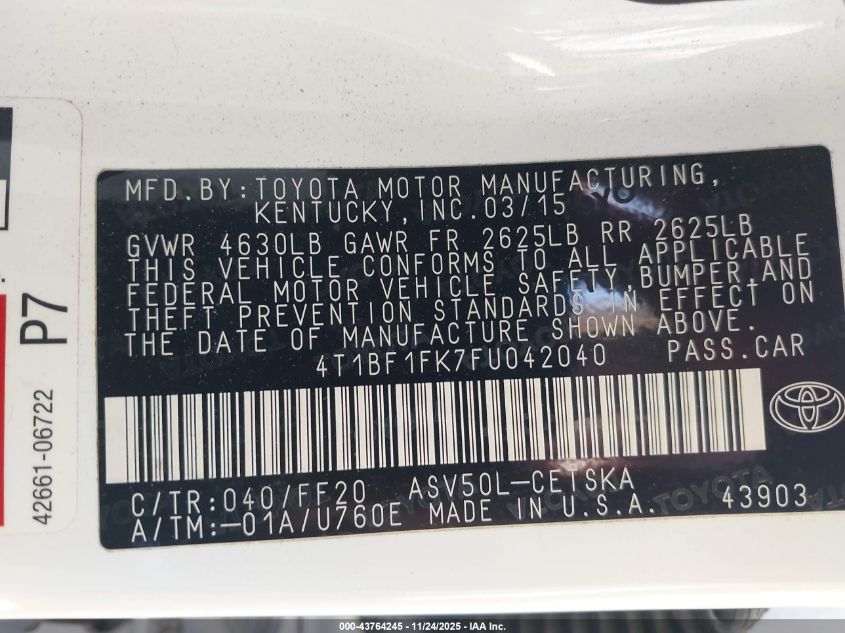 MFD.BY:TOYOTA MOTOR MANUFACTURING,
KENTUCKY,INC.03/15
GVWR 4630LB GAWR FR 2625LB RR 2625LB
THIS VEHICLE CONFORMS TO ALL APPLICABLE
FEDERAL MOTOR VEHICLE SAFETY,BUMPER,AND
THEFT PREVENTION STANDARDS IN EFFECT ON
THE DATE OF MANUFACTURE SHOWN ABOVE.
4T1BF1FK7FU042040 PASS.CAR
C/TR:040/FE20 ASV50L-CETSKA
A/TM:-01A/U760E MADE IN U.S.A. 43903
P7
42661-06722
TOYOTA
000-43764245 - 11/24/2025 - IAA Inc.